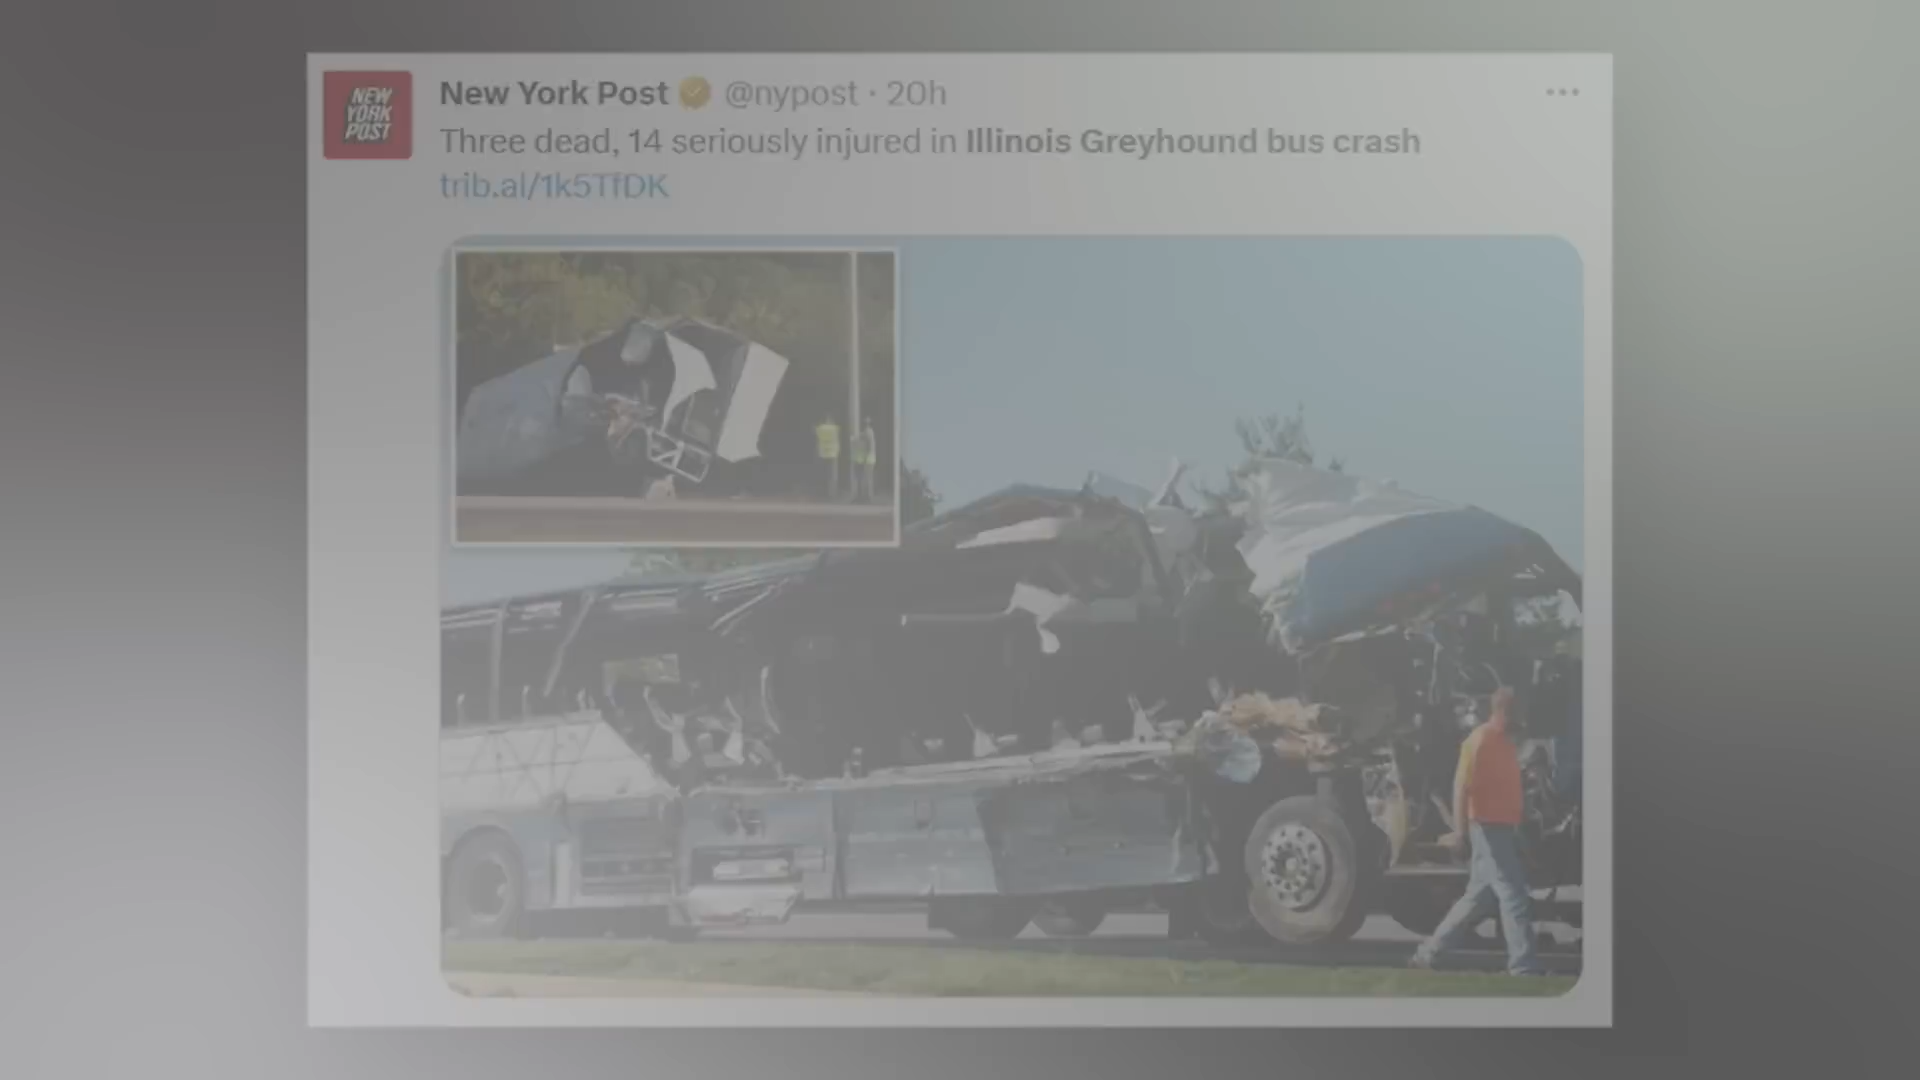 NEW
YORK
POST
New York Post @nypost · 20h
Three dead, 14 seriously injured in Illinois Greyhound bus crash
trib.al/1k5TfDK